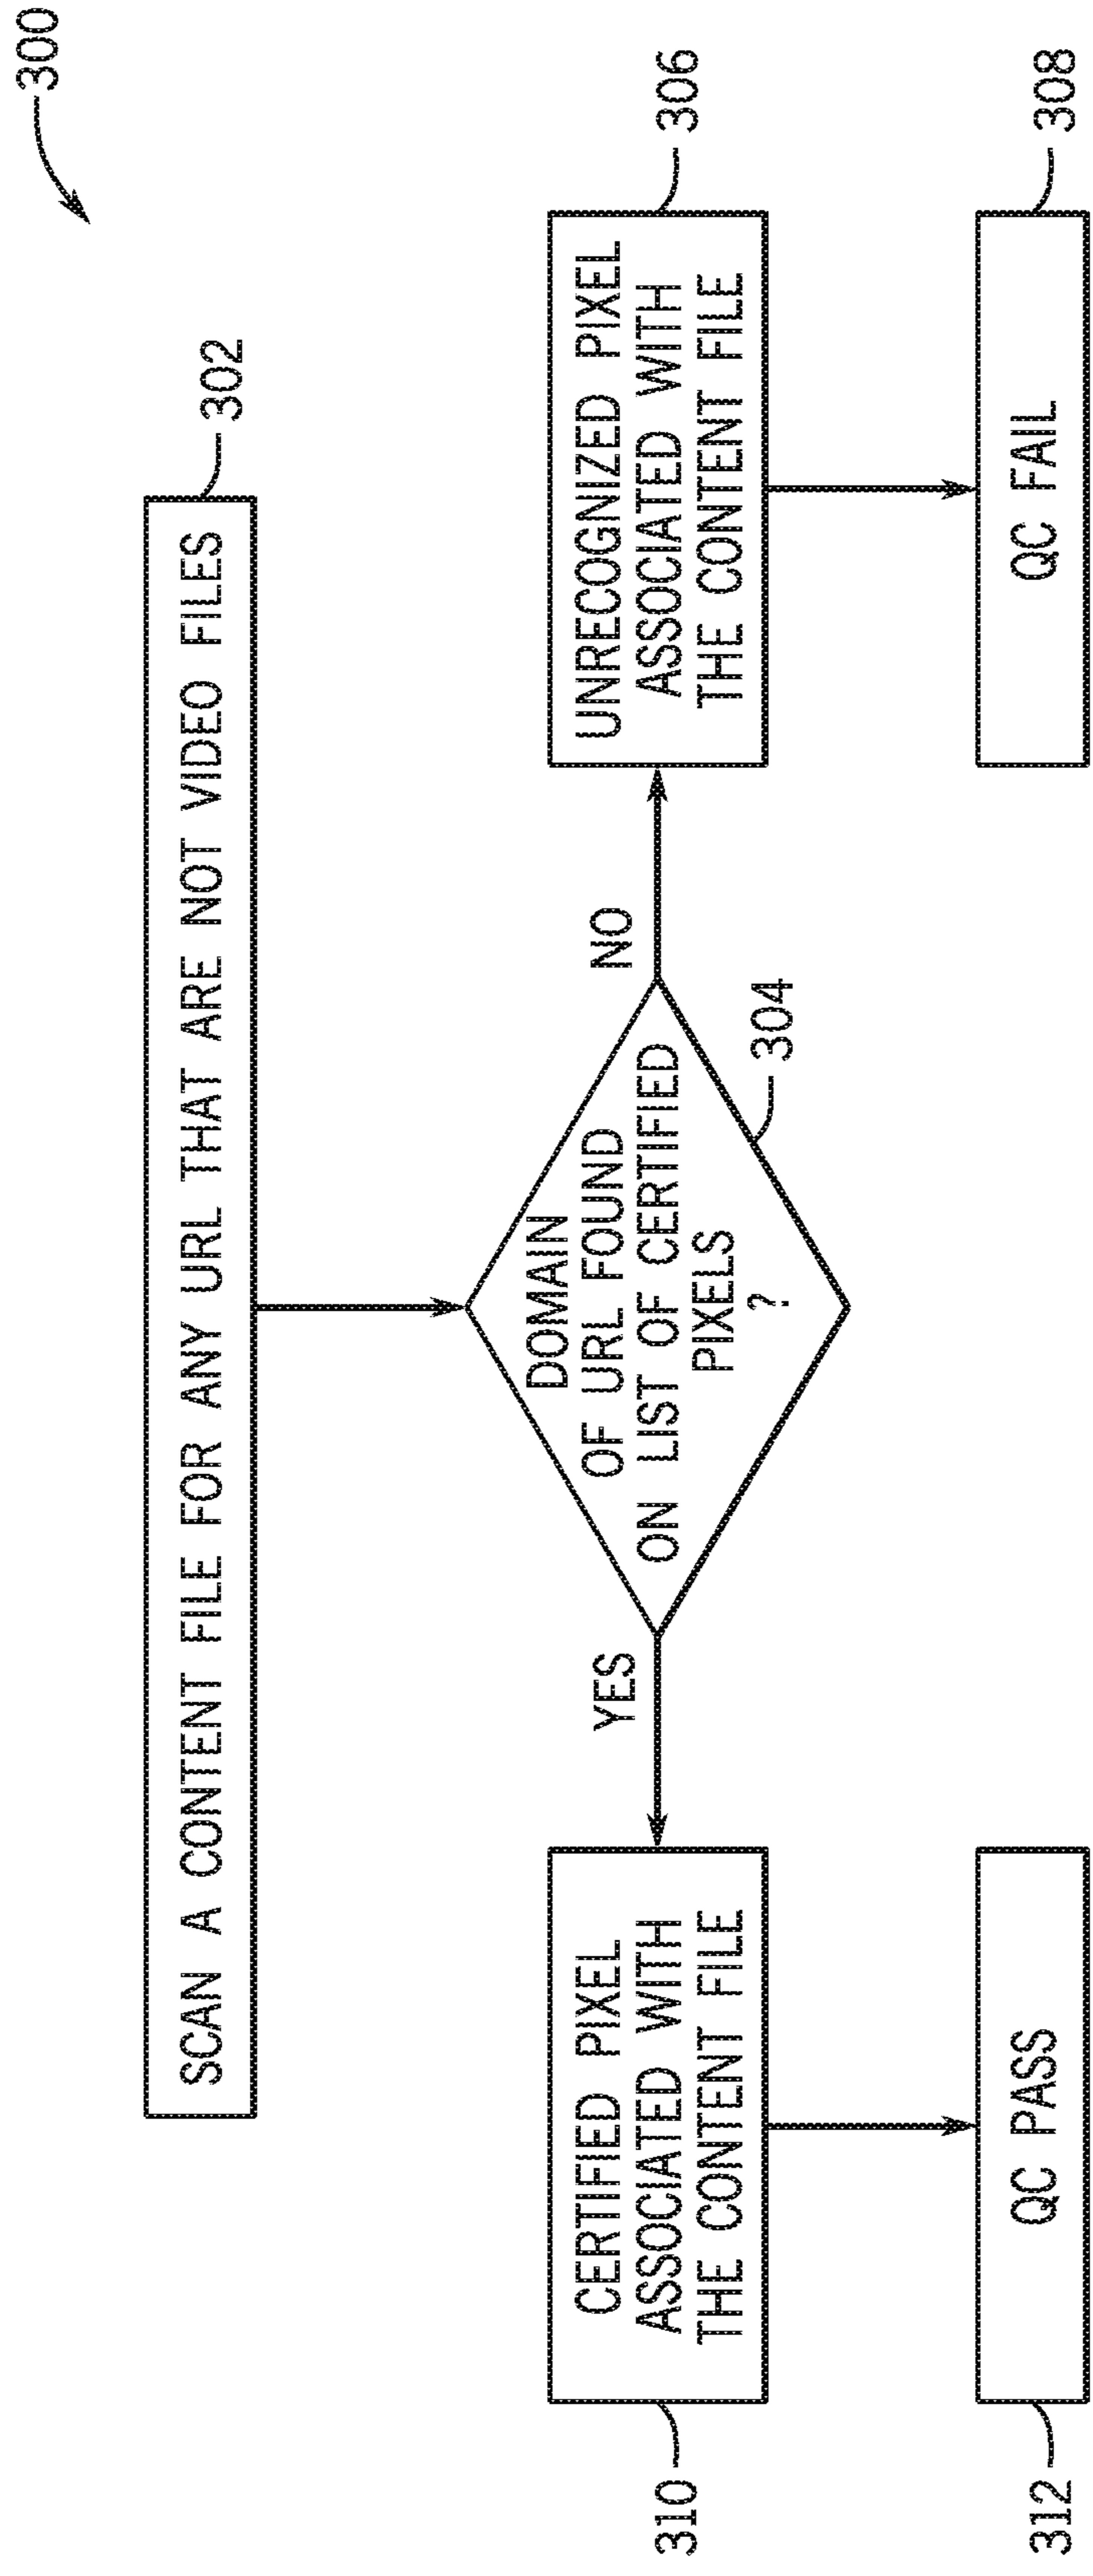 300
SCAN A CONTENT FILE FOR ANY URL THAT ARE NOT VIDEO FILES
302
DOMAIN
OF URL FOUND
ON LIST OF CERTIFIED
PIXELS
?
304
YES
NO
CERTIFIED PIXEL
ASSOCIATED WITH
THE CONTENT FILE
310
UNRECOGNIZED PIXEL
ASSOCIATED WITH
THE CONTENT FILE
306
QC PASS
312
QC FAIL
308